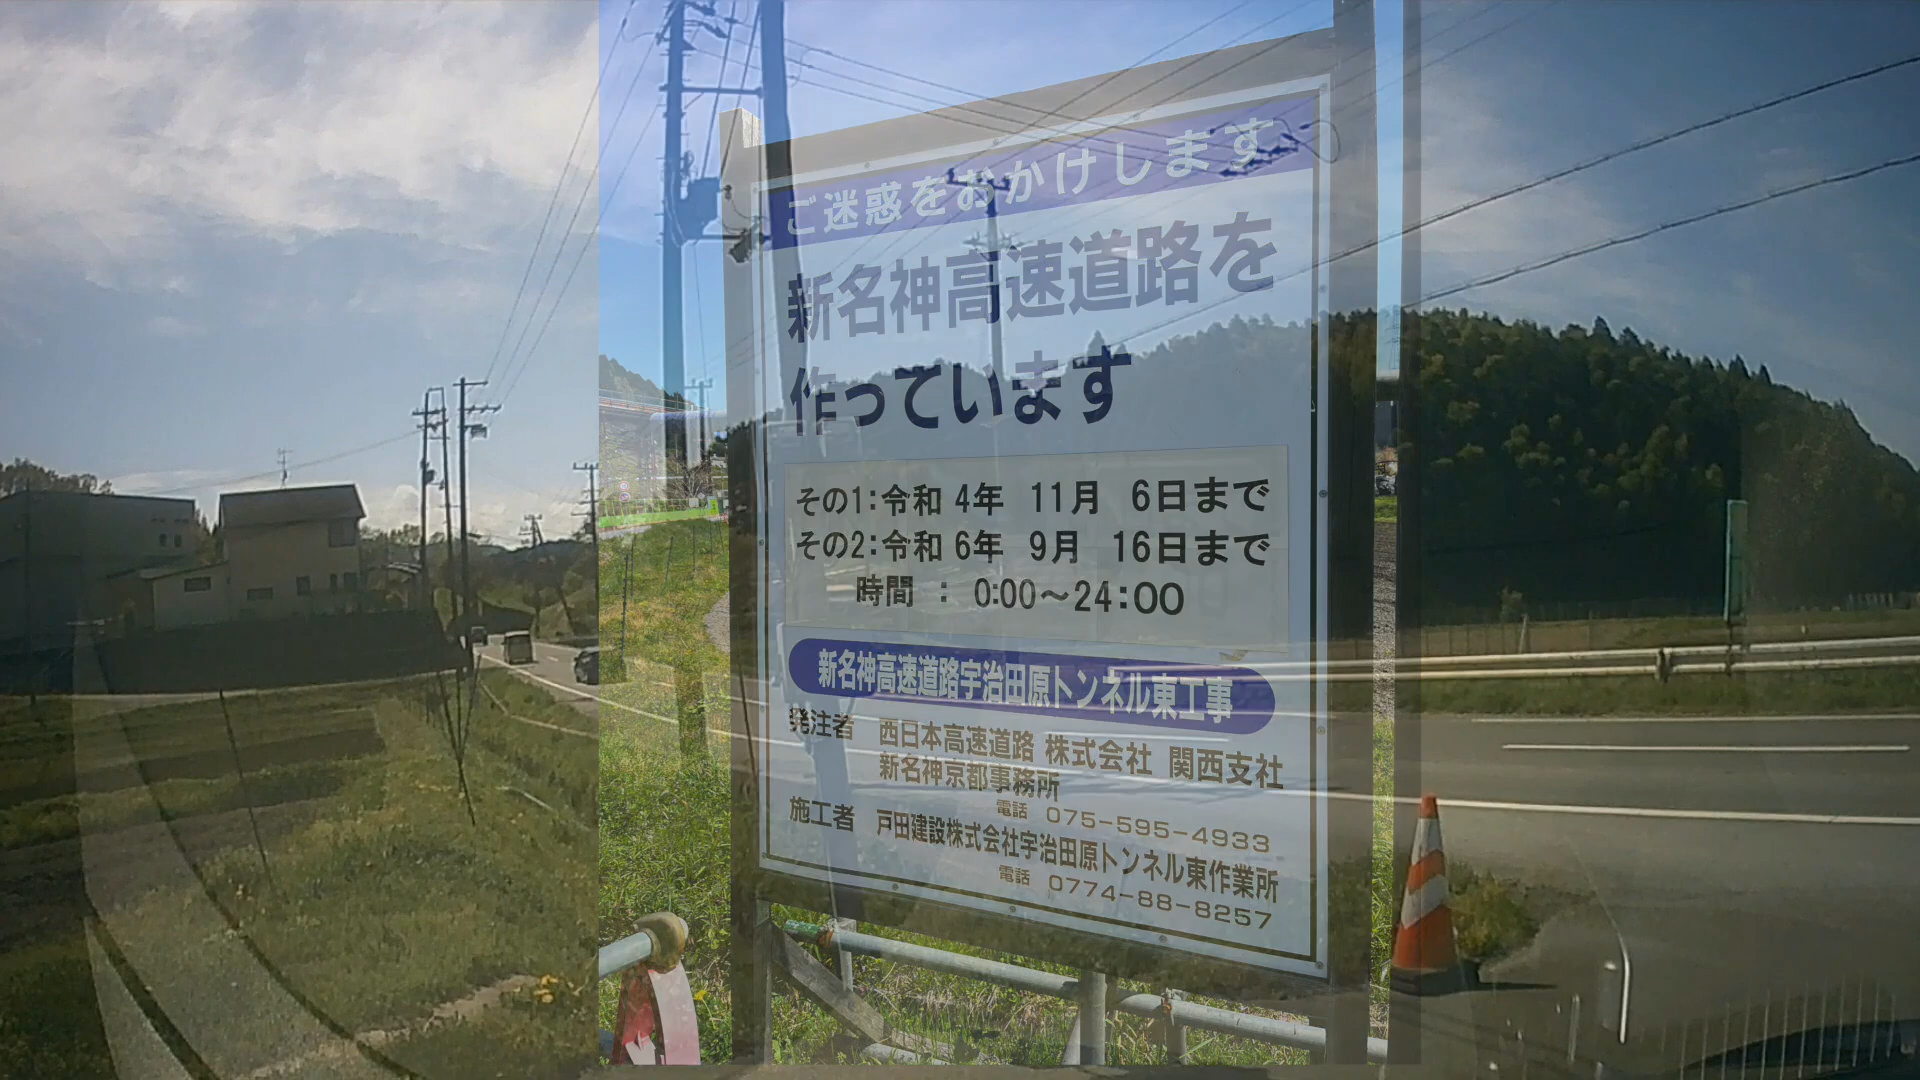 ご迷惑をおかけします
新名神高速道路を
作っています
その1:令和 4年 11月 6日まで
その2:令和 6年 9月 16日まで
時間 : 0:00～24:00
新名神高速道路宇治田原トンネル東工事
発注者 西日本高速道路 株式会社 関西支社
新名神京都事務所
電話 075-595-4933
施工者 戸田建設株式会社宇治田原トンネル東作業所
電話 0774-88-8257